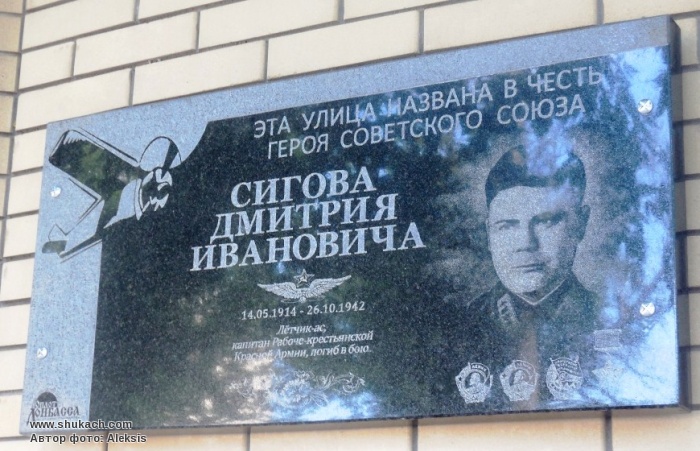 ЭТА УЛИЦА НАЗВАНА В ЧЕСТЬ
ГЕРОЯ СОВЕТСКОГО СОЮЗА
СИГОВА
ДМИТРИЯ
ИВАНОВИЧА
14.05.1914 - 26.10.1942
Лётчик-ас,
капитан Рабоче-крестьянской
Красной Армии, погиб в бою.
Донбасса
www.shukach.com
Автор фото: Aleksis